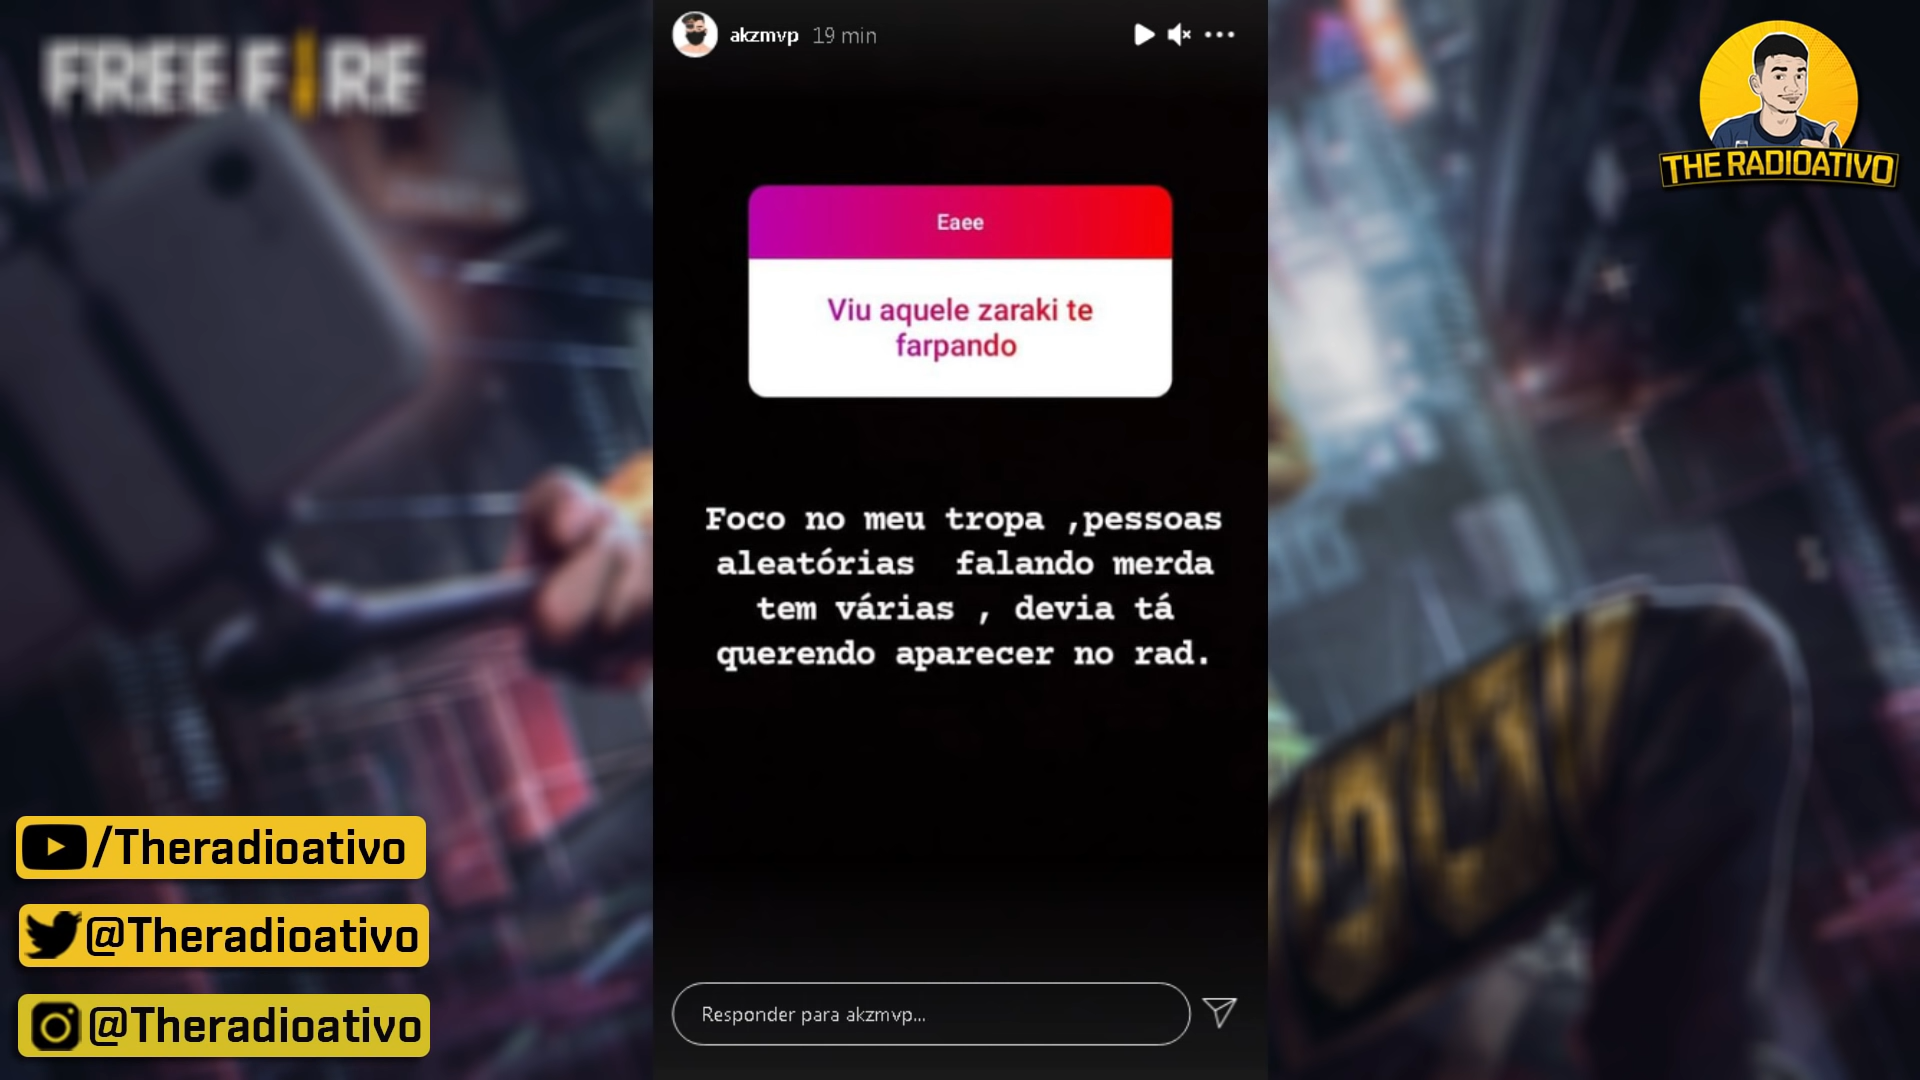 FREE FIRE
akzmvp 19 min
THE RADIOATIVO
Eaee
Viu aquele zaraki te
farpando
Foco no meu tropa ,pessoas
aleatórias falando merda
tem várias , devia tá
querendo aparecer no rad.
/Theradioativo
@Theradioativo
@Theradioativo
Responder para akzmvp...